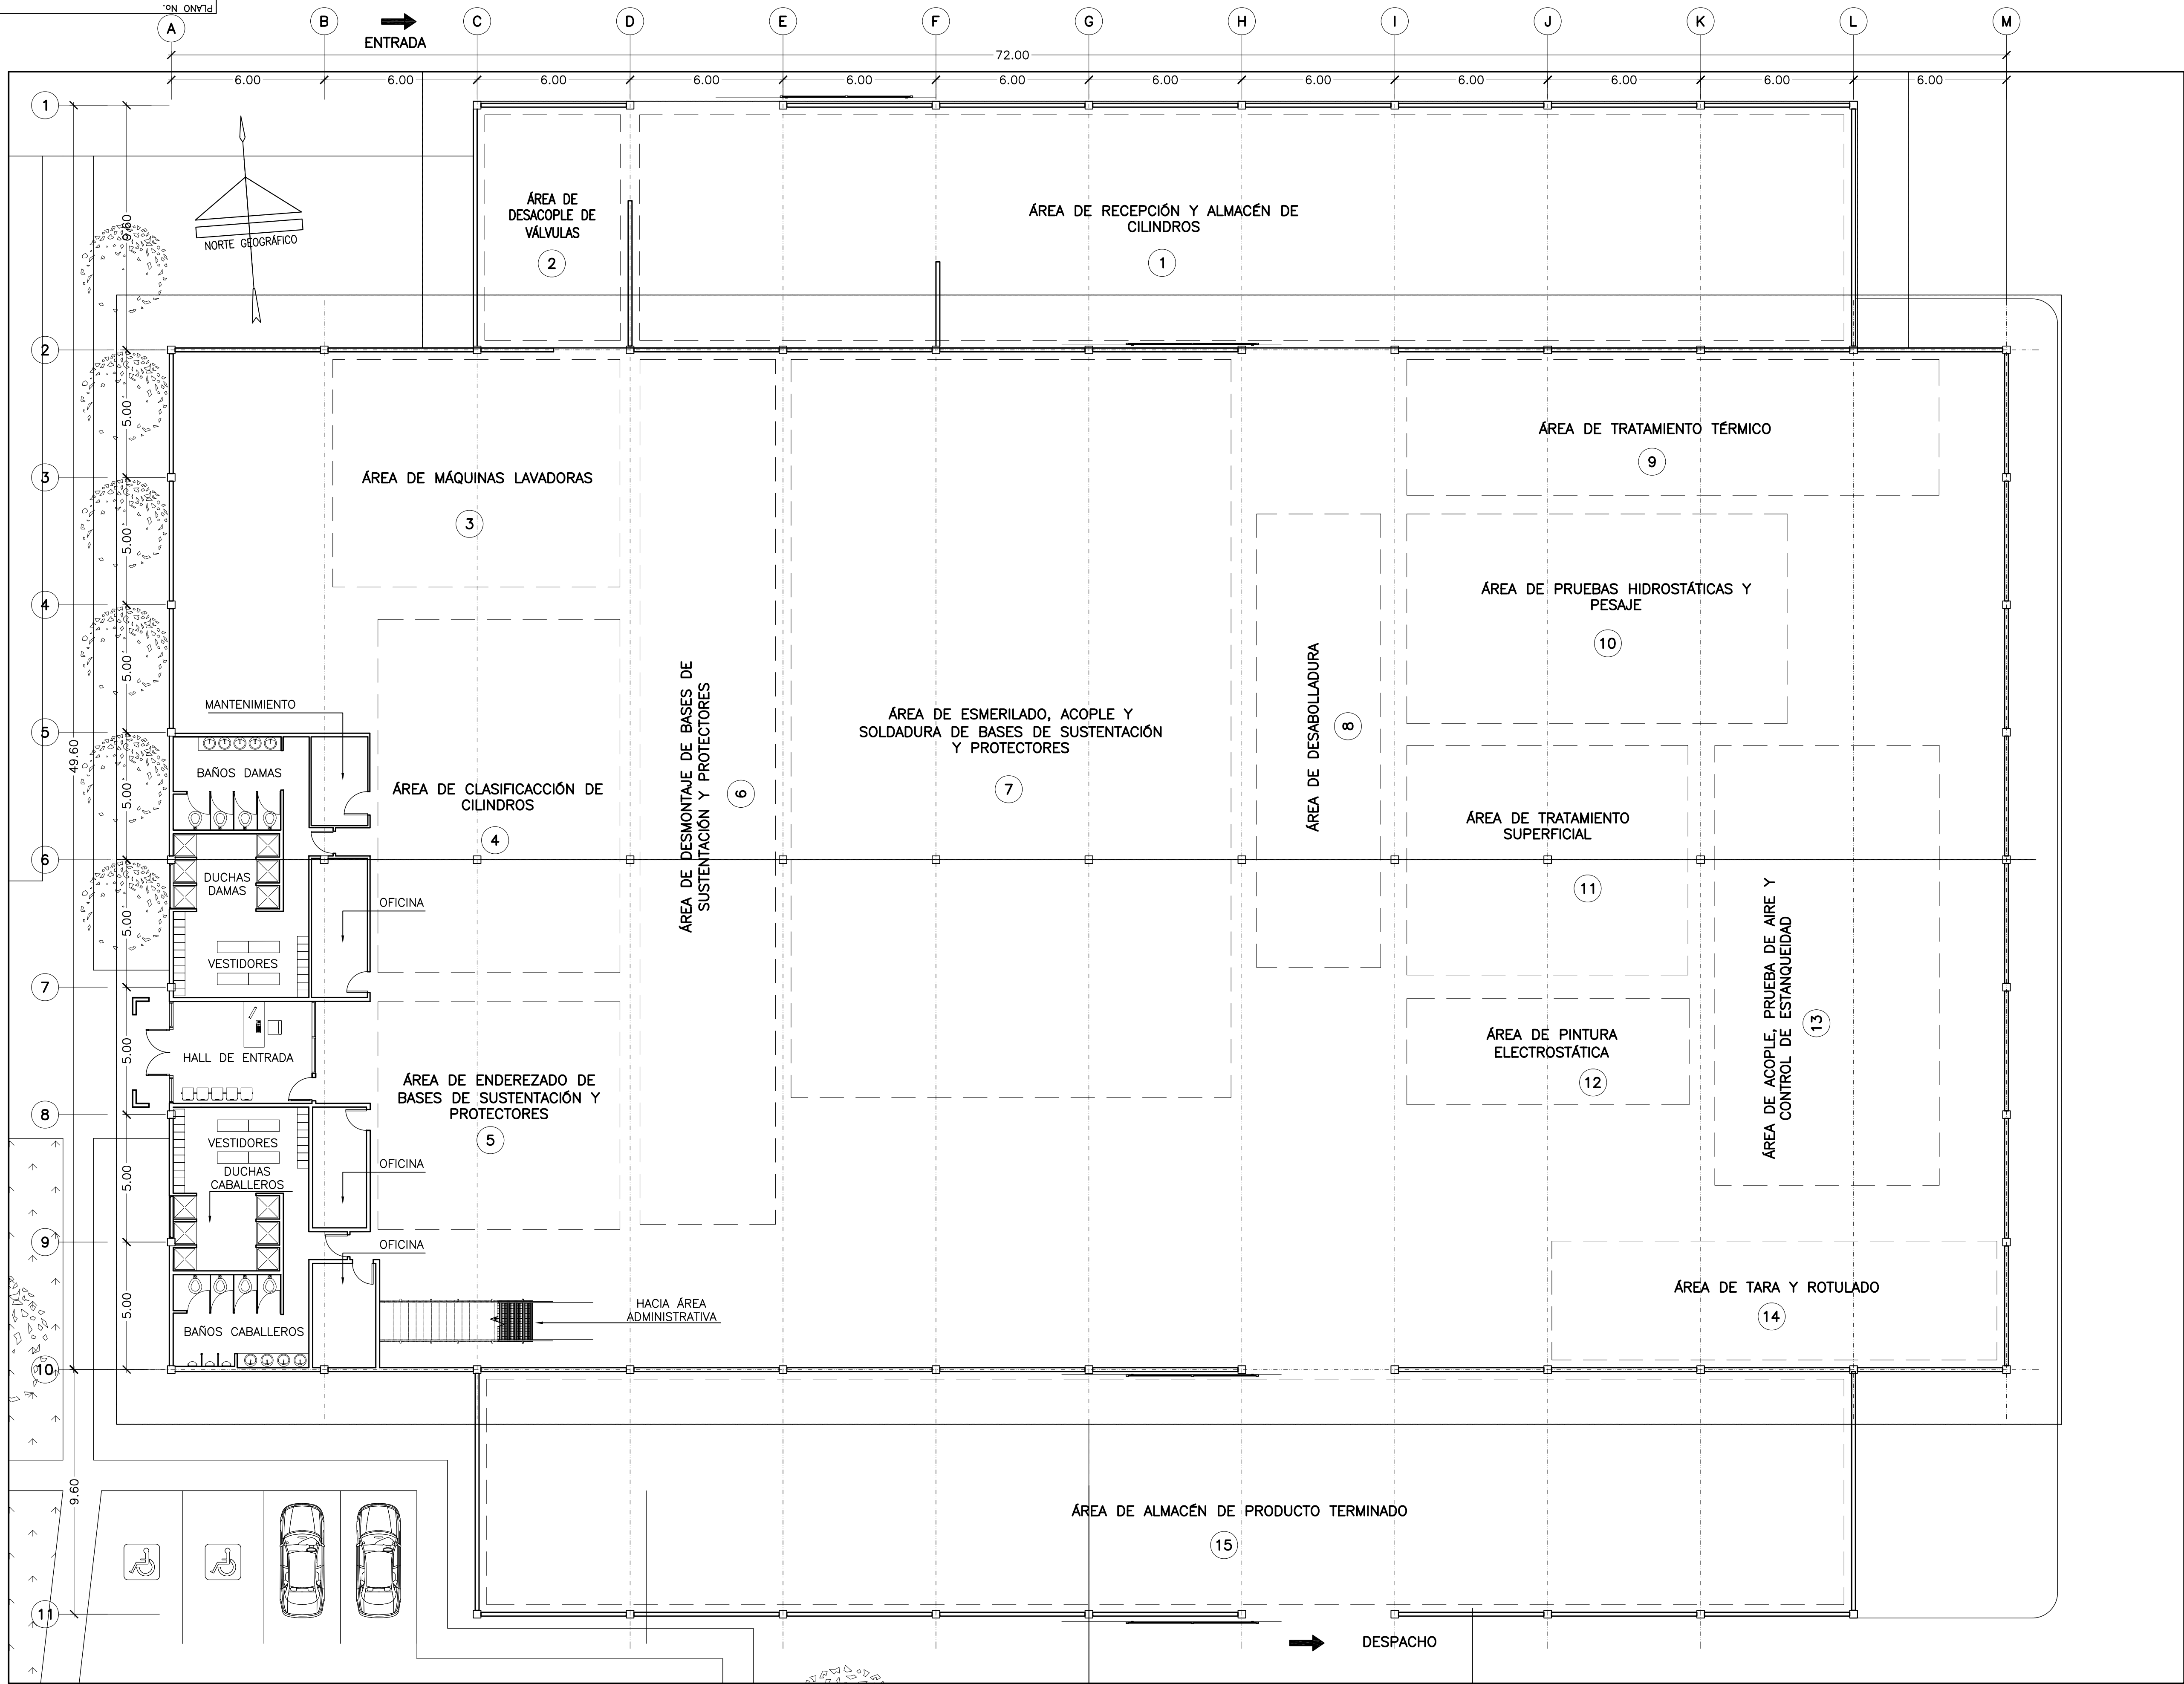 PLANO No.
A
B
C
D
E
F
G
H
I
J
K
L
M
ENTRADA
72.00
6.00
6.00
6.00
6.00
6.00
6.00
6.00
6.00
6.00
6.00
6.00
6.00
1
9.60
NORTE GEOGRÁFICO
ÁREA DE
DESACOPLE DE
VÁLVULAS
2
ÁREA DE RECEPCIÓN Y ALMACÉN DE
CILINDROS
1
2
5.00
ÁREA DE MÁQUINAS LAVADORAS
3
ÁREA DE TRATAMIENTO TÉRMICO
9
3
5.00
4
5.00
ÁREA DE PRUEBAS HIDROSTÁTICAS Y
PESAJE
10
MANTENIMIENTO
5
49.60
5.00
BAÑOS DAMAS
ÁREA DE CLASIFICACCIÓN DE
CILINDROS
4
ÁREA DE DESMONTAJE DE BASES DE
SUSTENTACIÓN Y PROTECTORES
6
ÁREA DE ESMERILADO, ACOPLE Y
SOLDADURA DE BASES DE SUSTENTACIÓN
Y PROTECTORES
7
ÁREA DE DESABOLLADURA
8
ÁREA DE TRATAMIENTO
SUPERFICIAL
11
6
DUCHAS
DAMAS
OFICINA
5.00
VESTIDORES
7
5.00
HALL DE ENTRADA
ÁREA DE ENDEREZADO DE
BASES DE SUSTENTACIÓN Y
PROTECTORES
5
ÁREA DE PINTURA
ELECTROSTÁTICA
12
ÁREA DE ACOPLE, PRUEBA DE AIRE Y
CONTROL DE ESTANQUEIDAD
13
8
VESTIDORES
5.00
DUCHAS
CABALLEROS
OFICINA
9
OFICINA
5.00
HACIA ÁREA
ADMINISTRATIVA
BAÑOS CABALLEROS
ÁREA DE TARA Y ROTULADO
14
10
9.60
ÁREA DE ALMACÉN DE PRODUCTO TERMINADO
15
11
DESPACHO